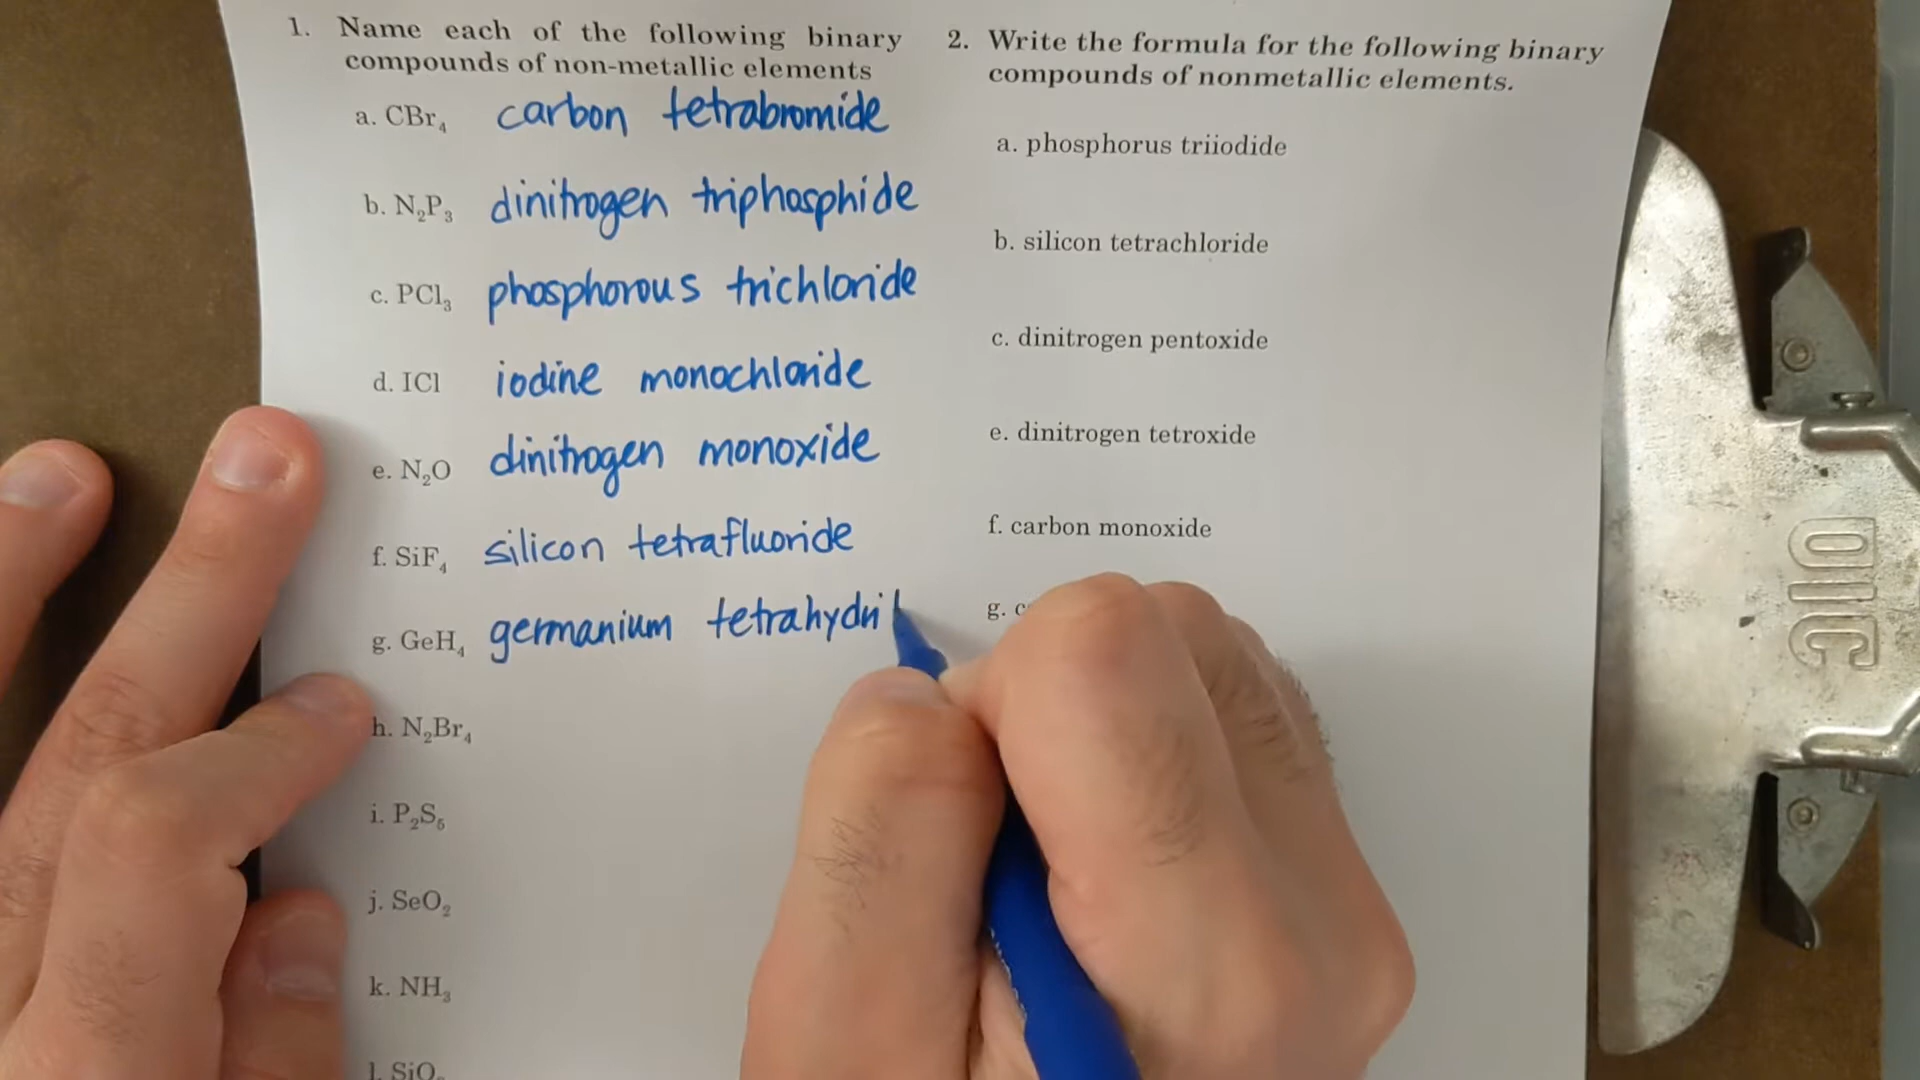 1. Name each of the following binary
compounds of non-metallic elements
a. CBr₄ carbon tetrabromide
b. N₂P₃ dinitrogen triphosphide
c. PCl₃ phosphorous trichloride
d. ICl iodine monochloride
e. N₂O dinitrogen monoxide
f. SiF₄ silicon tetrafluoride
g. GeH₄ germanium
h. N₂Br₄
i. P₂S₅
j. SeO₂
k. NH₃
l. SiO
2. Write the formula for the following binary
compounds of nonmetallic elements.
a. phosphorus triiodide
b. silicon tetrachloride
c. dinitrogen pentoxide
e. dinitrogen tetroxide
f. carbon monoxide
g.
OIC